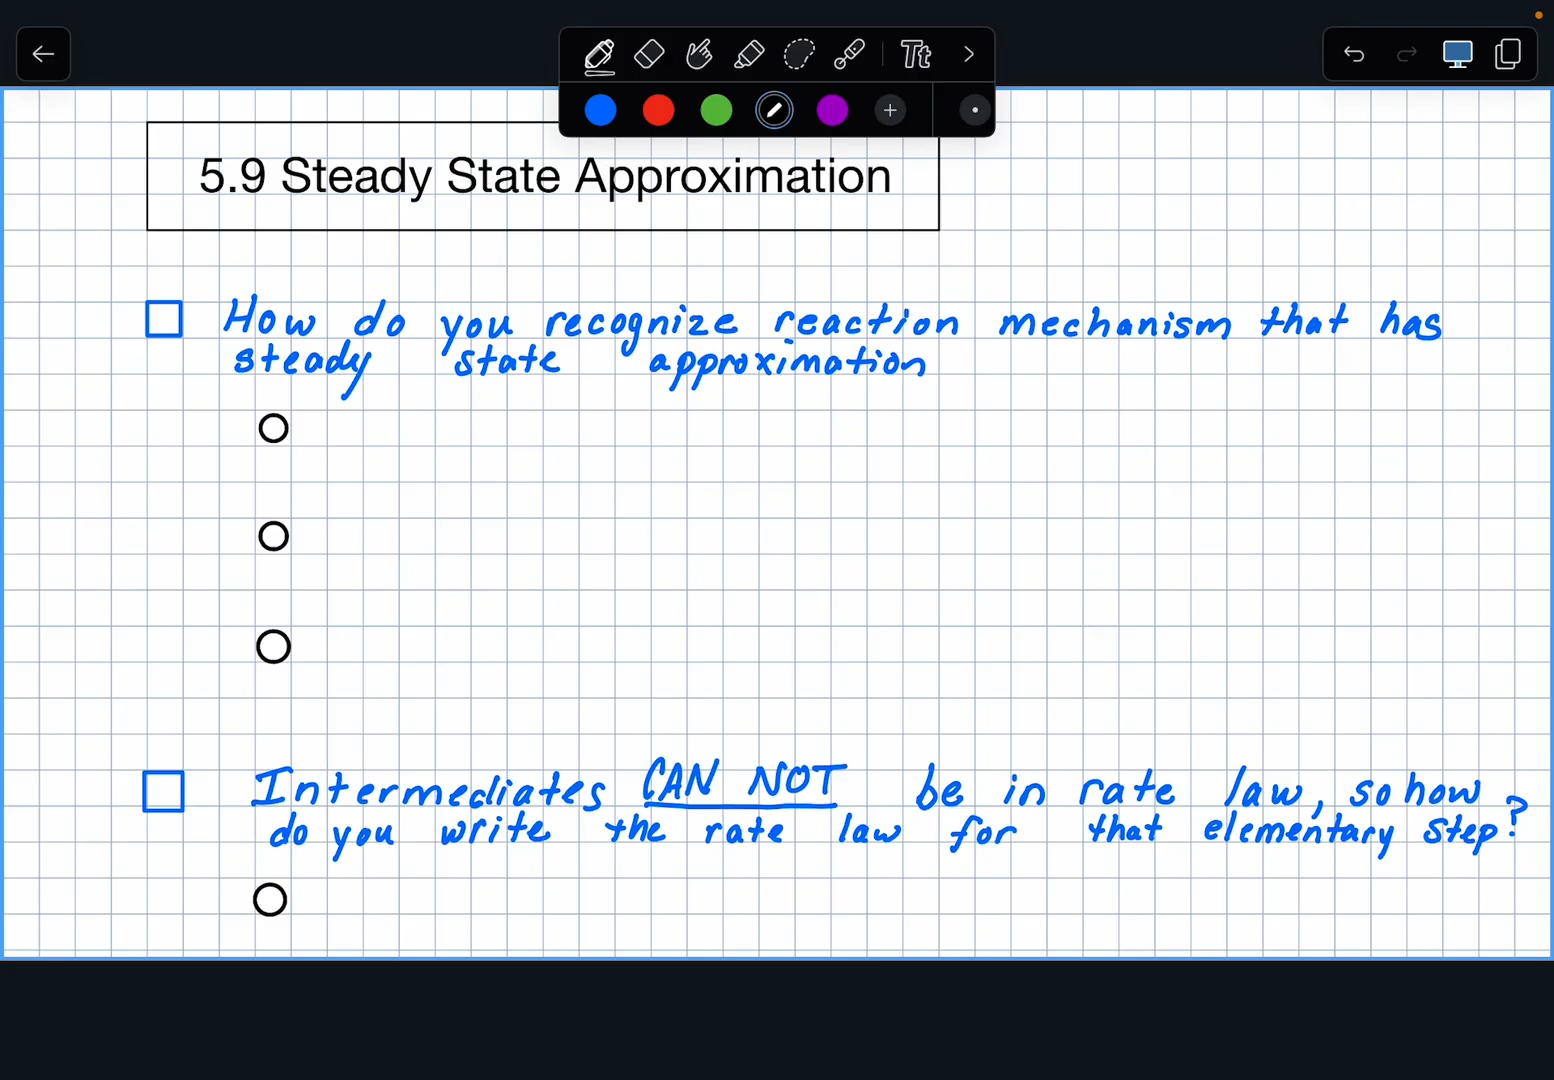 Tt
5.9 Steady State Approximation
How do you recognize reaction mechanism that has
steady state approximation
Intermediates CAN NOT be in rate law, so how
do you write the rate law for that elementary step?